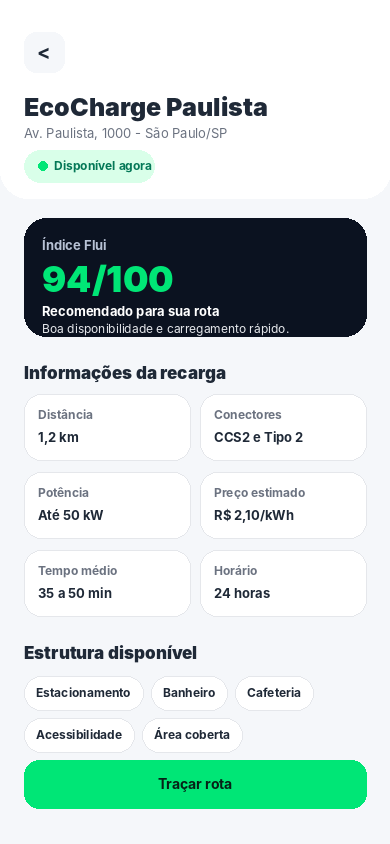 <
EcoCharge Paulista
Av. Paulista, 1000 - São Paulo/SP
Disponível agora
Índice Flui
94/100
Recomendado para sua rota
Boa disponibilidade e carregamento rápido.
Informações da recarga
Distância
1,2 km
Conectores
CCS2 e Tipo 2
Potência
Até 50 kW
Preço estimado
R$ 2,10/kWh
Tempo médio
35 a 50 min
Horário
24 horas
Estrutura disponível
Estacionamento
Banheiro
Cafeteria
Acessibilidade
Área coberta
Traçar rota